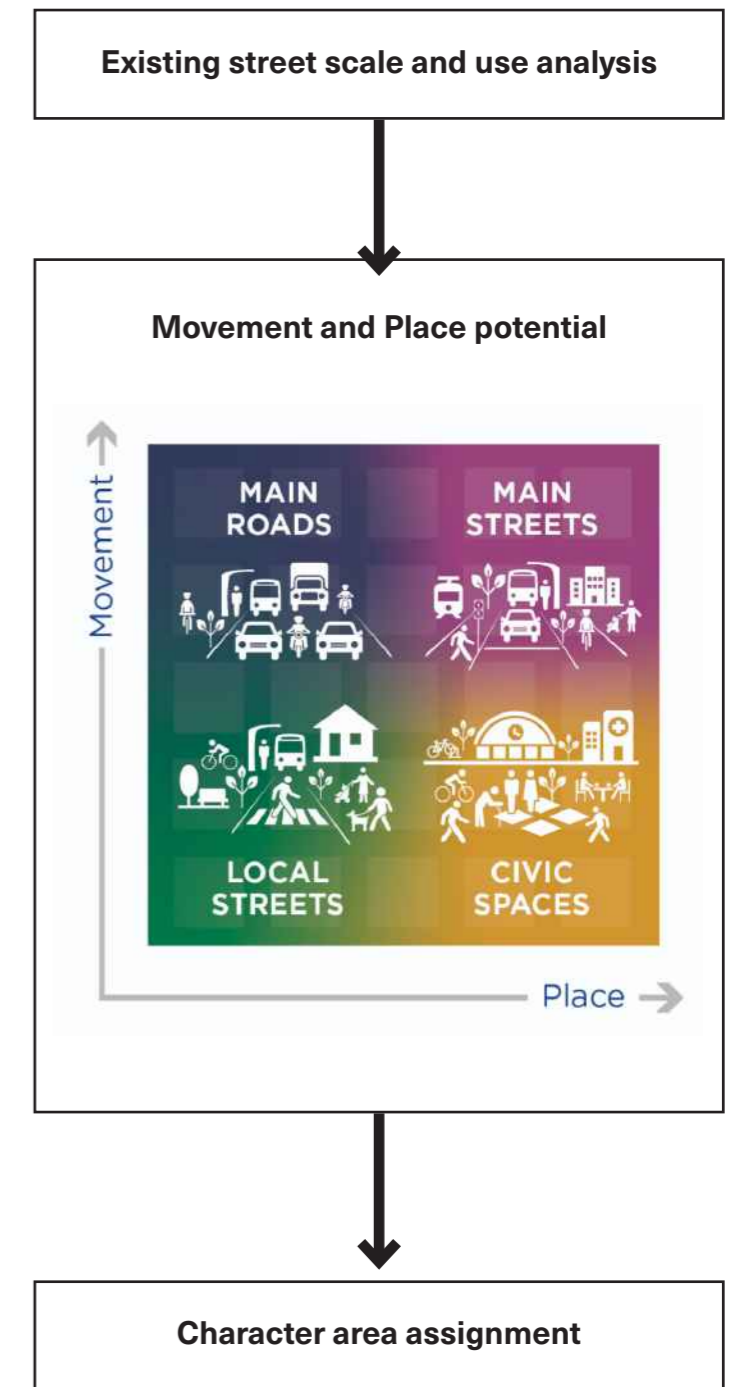 Existing street scale and use analysis
Movement and Place potential
Movement
MAIN
ROADS
MAIN
STREETS
LOCAL
STREETS
CIVIC
SPACES
Place
Character area assignment